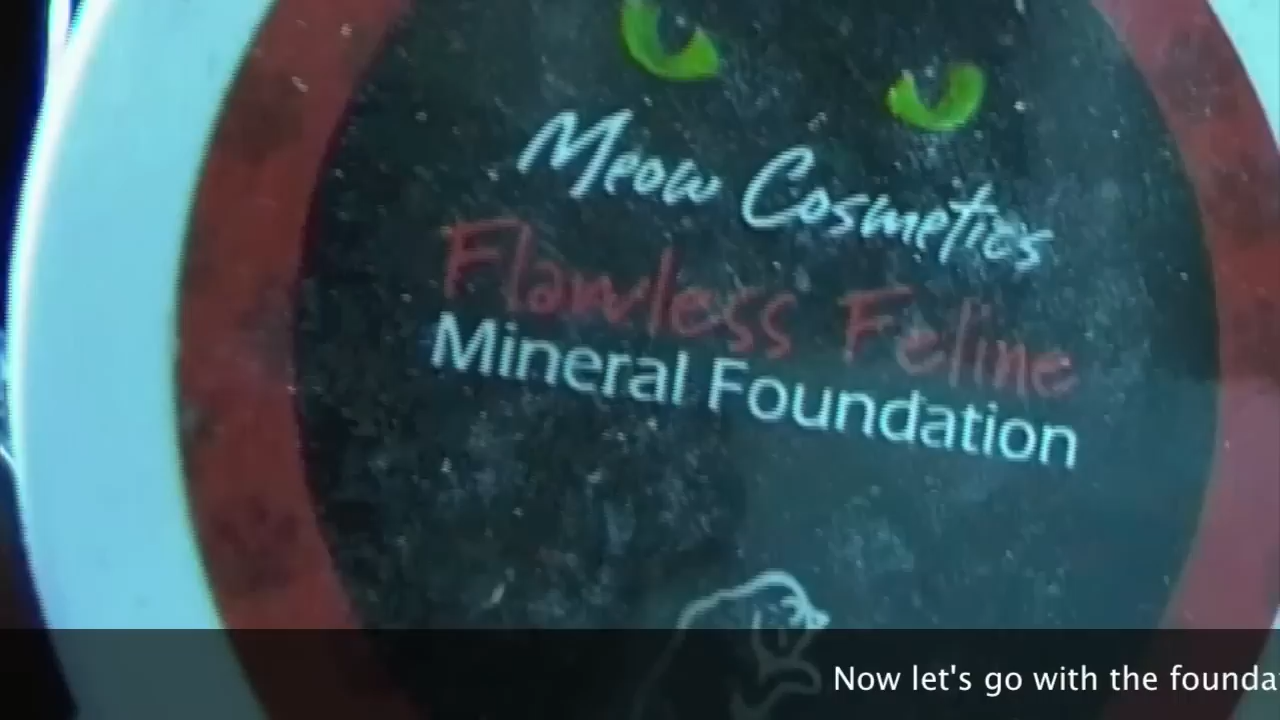 Meow Cosmetics
Flawless Feline
Mineral Foundation
Now let's go with the founda